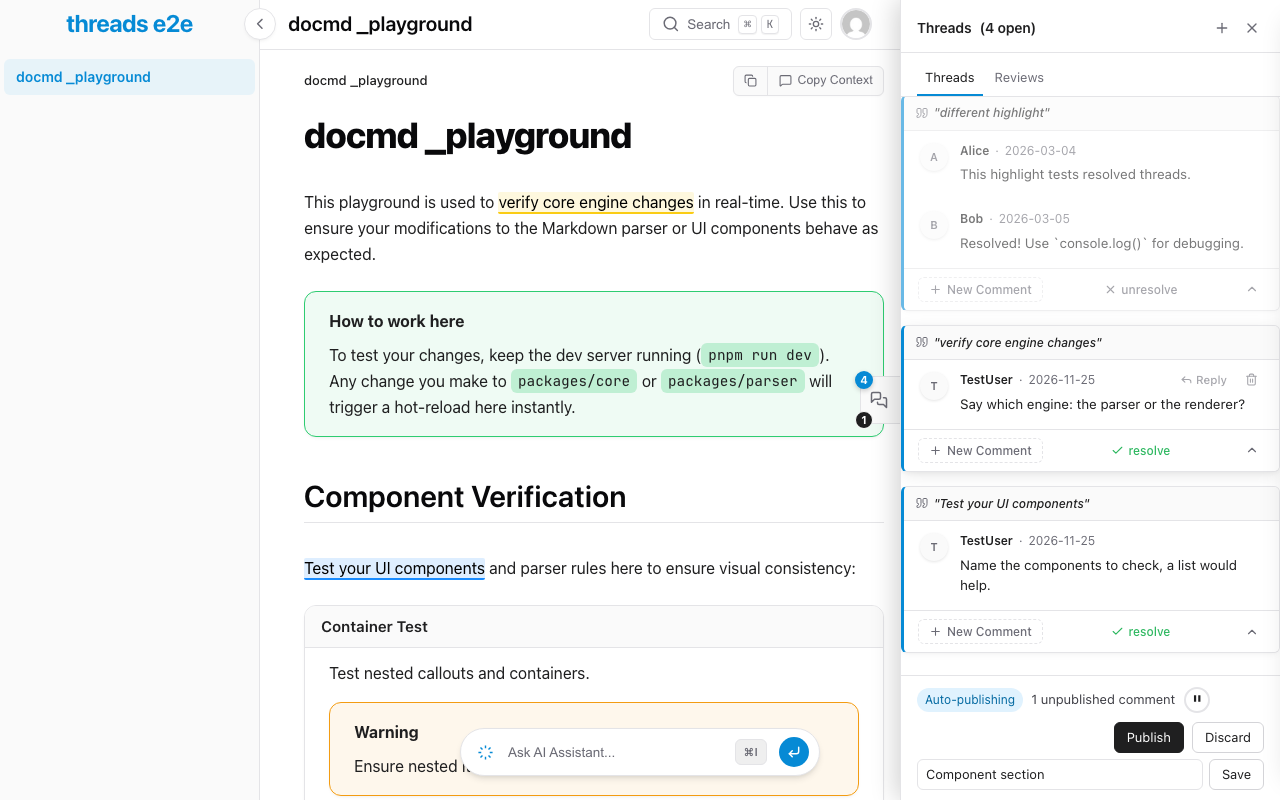 threads e2e
docmd _playground
docmd _playground
Search ⌘ K
docmd _playground
Copy Context
docmd _playground
This playground is used to verify core engine changes in real-time. Use this to
ensure your modifications to the Markdown parser or UI components behave as
expected.
How to work here
To test your changes, keep the dev server running (pnpm run dev).
Any change you make to packages/core or packages/parser will
trigger a hot-reload here instantly.
4
1
Component Verification
Test your UI components and parser rules here to ensure visual consistency:
Container Test
Test nested callouts and containers.
Warning
Ensure nested
Ask AI Assistant... ⌘I
Threads (4 open)
Threads Reviews
"different highlight"
A
Alice · 2026-03-04
This highlight tests resolved threads.
B
Bob · 2026-03-05
Resolved! Use `console.log()` for debugging.
New Comment unresolve
"verify core engine changes"
T
TestUser · 2026-11-25 Reply
Say which engine: the parser or the renderer?
New Comment resolve
"Test your UI components"
T
TestUser · 2026-11-25
Name the components to check, a list would
help.
New Comment resolve
Auto-publishing 1 unpublished comment
Publish Discard
Component section Save